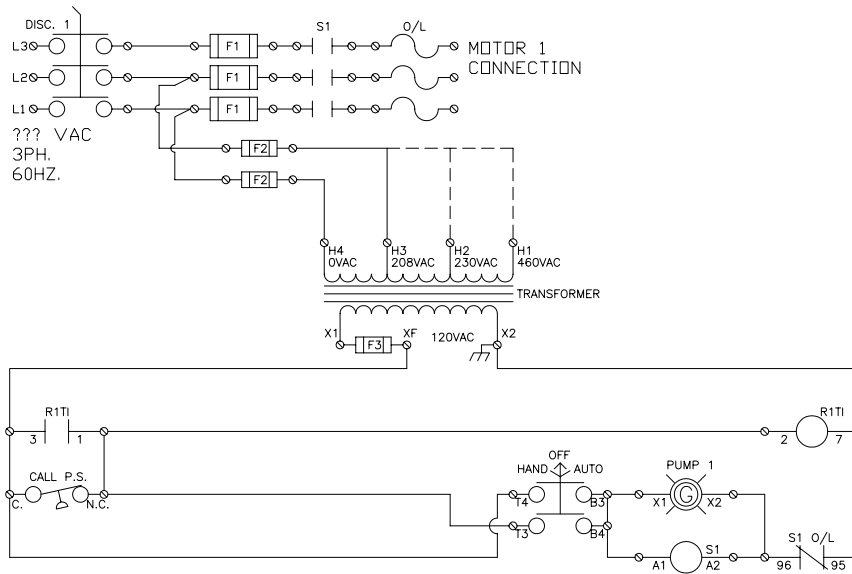 DISC. 1
S1
O/L
L3
F1
MOTOR 1
CONNECTION
L2
F1
L1
F1
??? VAC
3PH.
60HZ.
F2
F2
H4
0VAC
H3
208VAC
H2
230VAC
H1
460VAC
TRANSFORMER
X1
F3
XF
120VAC
X2
R1TI
3
1
R1TI
2
7
CALL P.S.
C.
N.C.
OFF
HAND
AUTO
T4
B3
T3
B4
PUMP 1
X1
G
X2
S1
A1
A2
S1 O/L
96
95